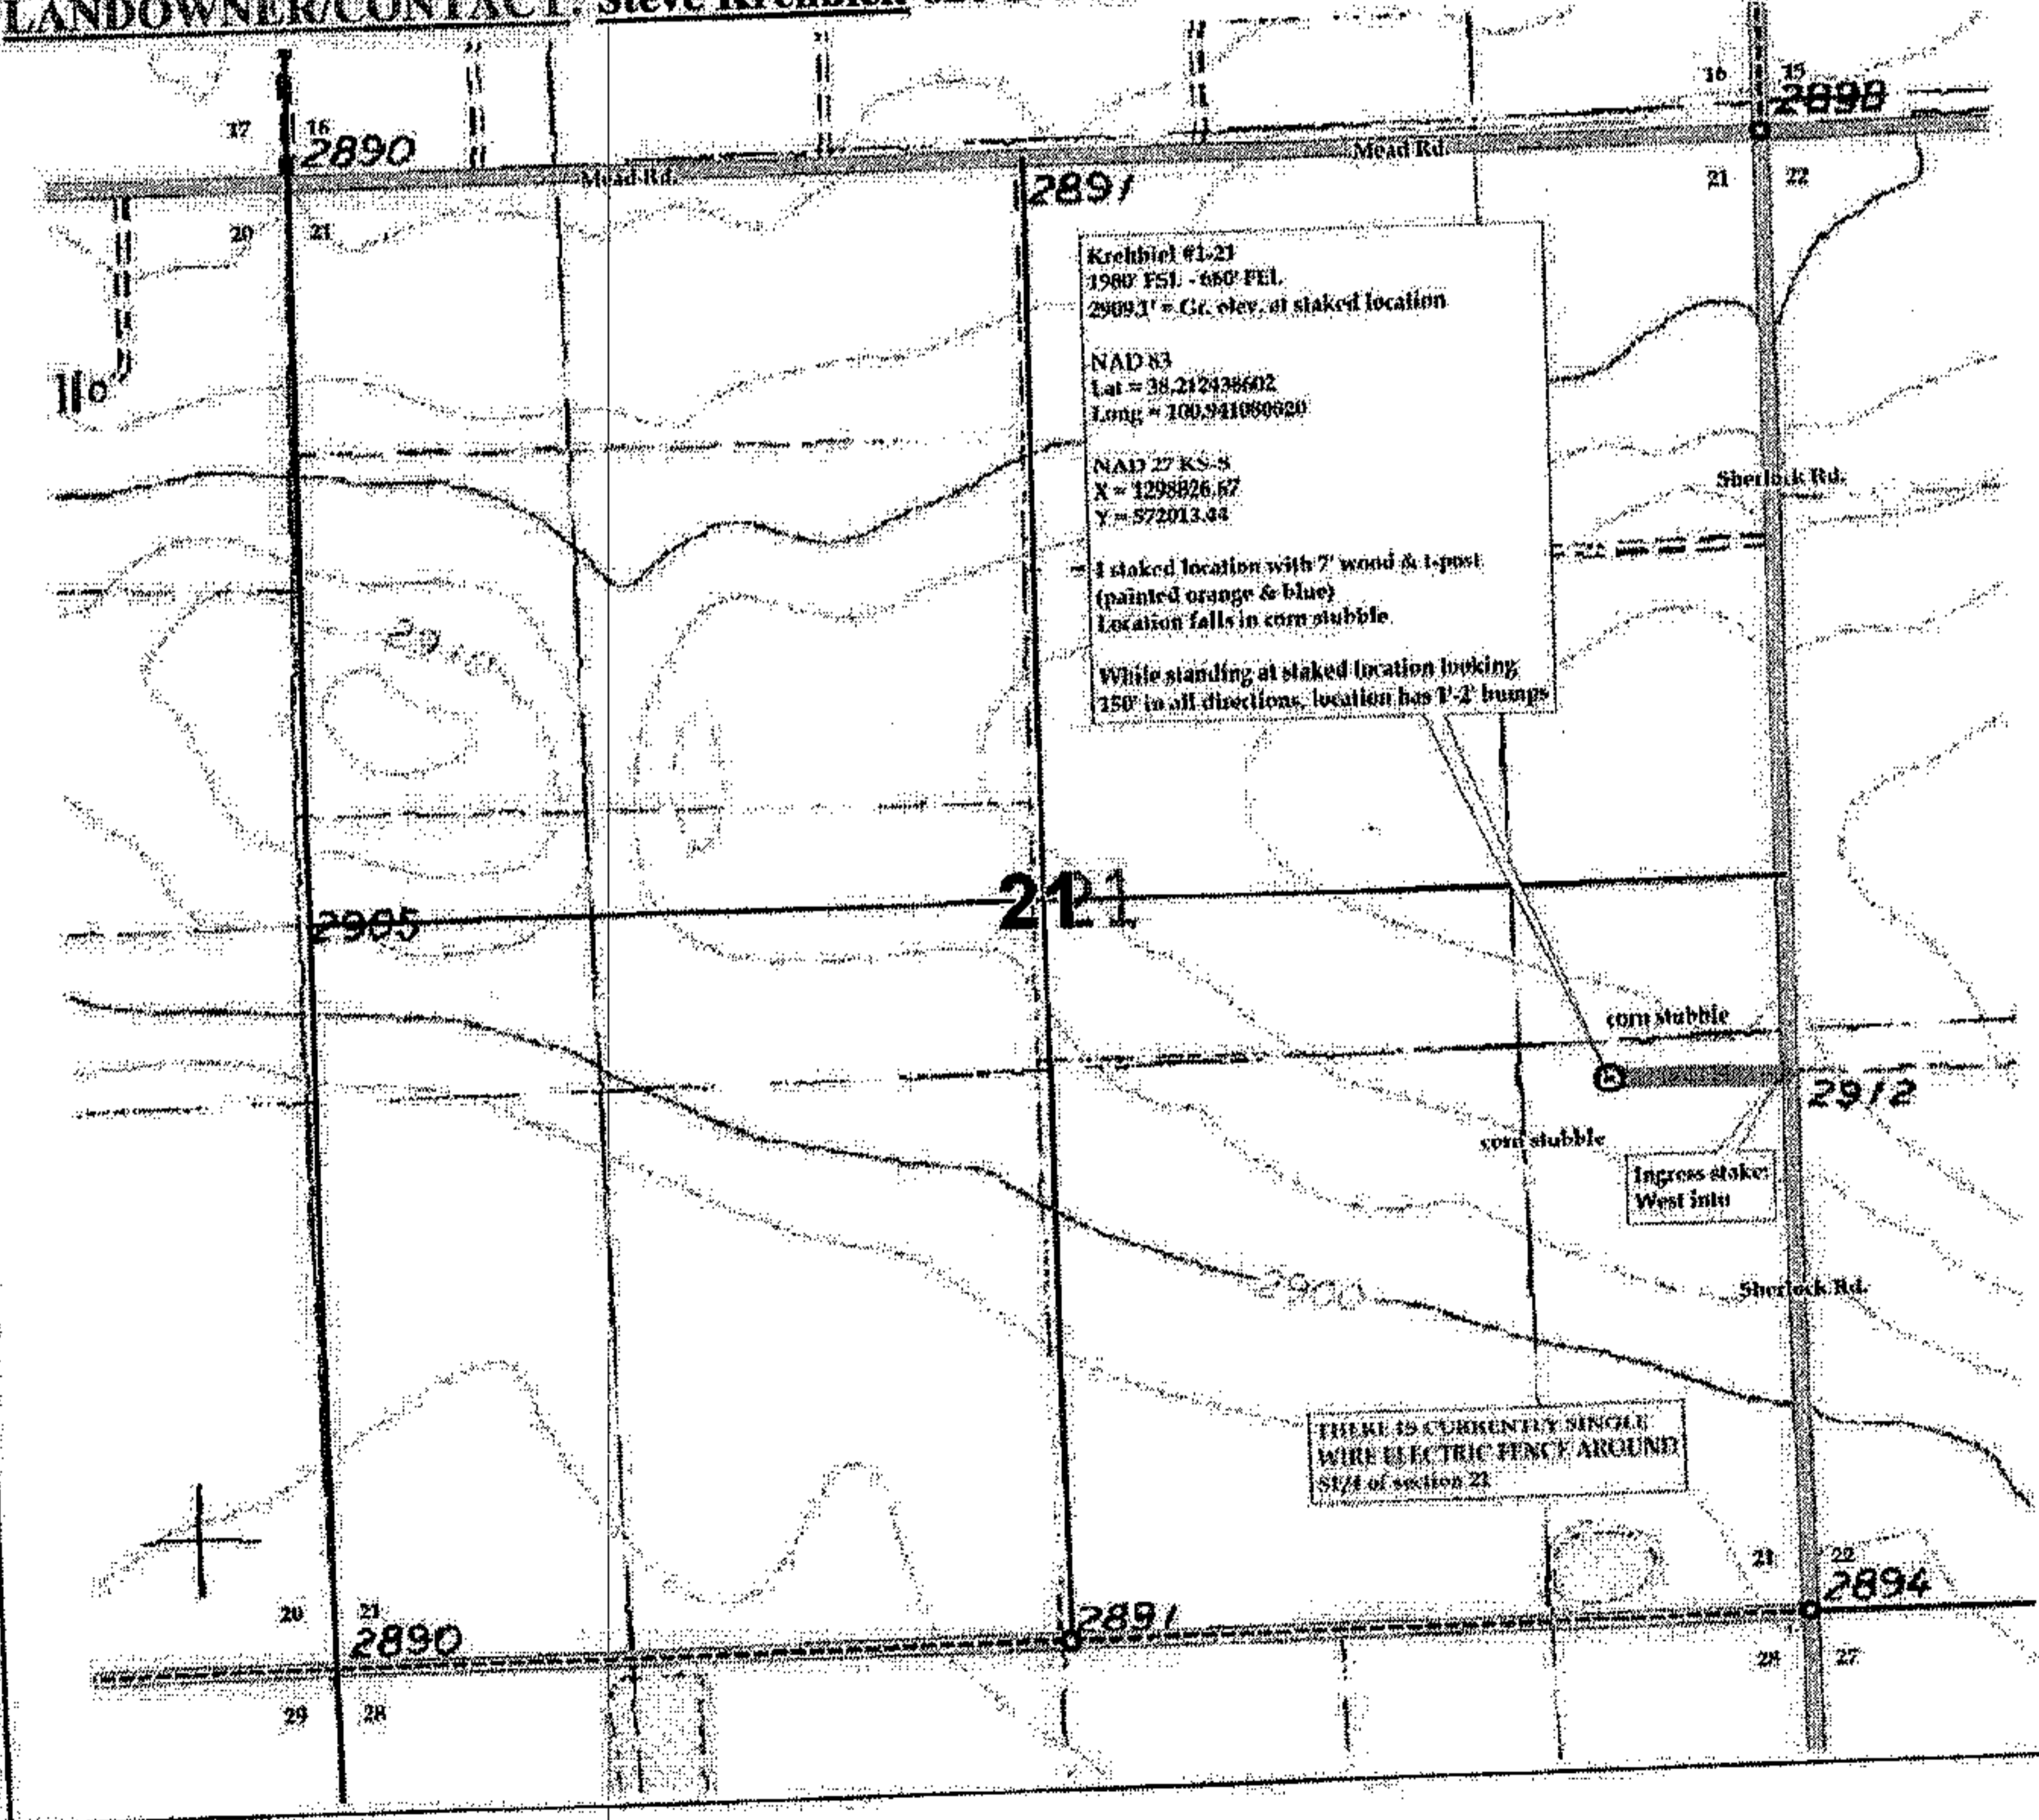 LANDOWNER/CONTACT: Steve Krehbiel
16 15
2898
17 16
2890
Mead Rd.
Mead Rd.
2891
21 22
20 21
Krehbiel #1-21
1980' FSL - 660' FEL
2909.1' = Gr. elev. at staked location
NAD 83
Lat = 38.212438602
Long = 100.941080020
NAD 27 KS-S
X = 1298826.67
Y = 572013.44
I staked location with 7' wood & t-post
(painted orange & blue)
Location falls in corn stubble
While standing at staked location looking
150' in all directions, location has 1'-2' bumps
Sherlock Rd.
2910
21 21
2905
corn stubble
2912
corn stubble
Ingress stake:
West into
2900
Sherlock Rd.
THERE IS CURRENTLY SINGLE
WIRE ELECTRIC FENCE AROUND
SE/4 of section 21
21 22
2894
20 21
2890
2891
28 27
29 28